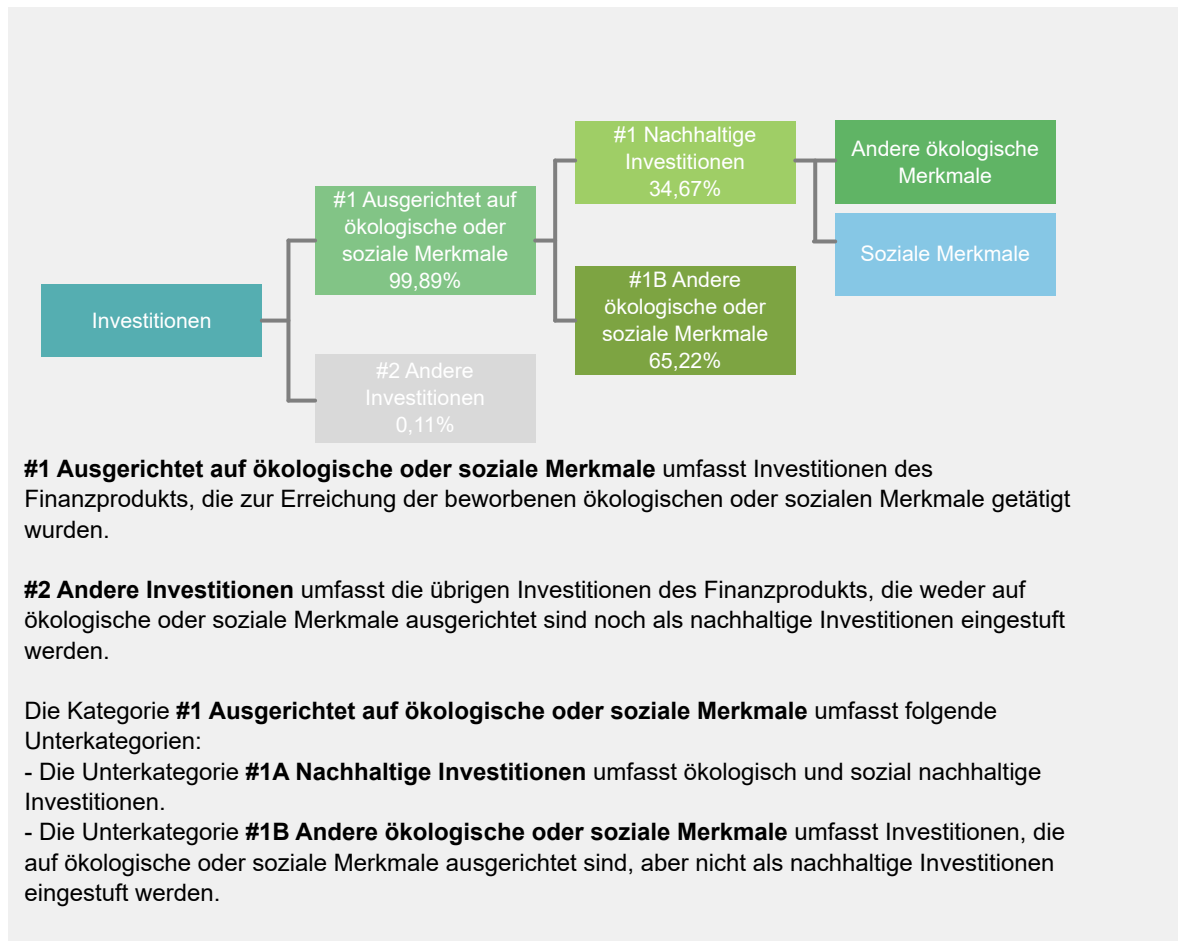 #1 Nachhaltige
Investitionen
34,67%
Andere ökologische
Merkmale
#1 Ausgerichtet auf
ökologische oder
soziale Merkmale
99,89%
Soziale Merkmale
#1B Andere
ökologische oder
soziale Merkmale
65,22%
Investitionen
#2 Andere
Investitionen
0,11%
#1 Ausgerichtet auf ökologische oder soziale Merkmale umfasst Investitionen des
Finanzprodukts, die zur Erreichung der beworbenen ökologischen oder sozialen Merkmale getätigt
wurden.
#2 Andere Investitionen umfasst die übrigen Investitionen des Finanzprodukts, die weder auf
ökologische oder soziale Merkmale ausgerichtet sind noch als nachhaltige Investitionen eingestuft
werden.
Die Kategorie #1 Ausgerichtet auf ökologische oder soziale Merkmale umfasst folgende
Unterkategorien:
- Die Unterkategorie #1A Nachhaltige Investitionen umfasst ökologisch und sozial nachhaltige
Investitionen.
- Die Unterkategorie #1B Andere ökologische oder soziale Merkmale umfasst Investitionen, die
auf ökologische oder soziale Merkmale ausgerichtet sind, aber nicht als nachhaltige Investitionen
eingestuft werden.